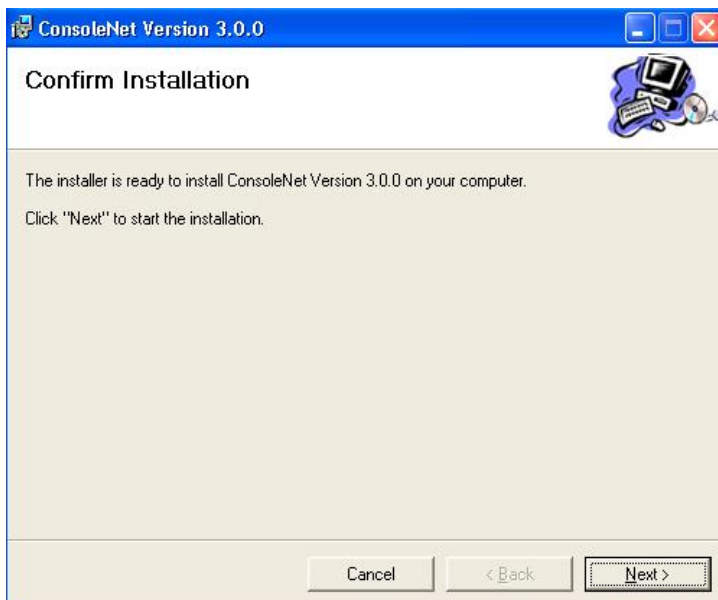 ConsoleNet Version 3.0.0
Confirm Installation
The installer is ready to install ConsoleNet Version 3.0.0 on your computer.
Click "Next" to start the installation.
Cancel
< Back
Next >